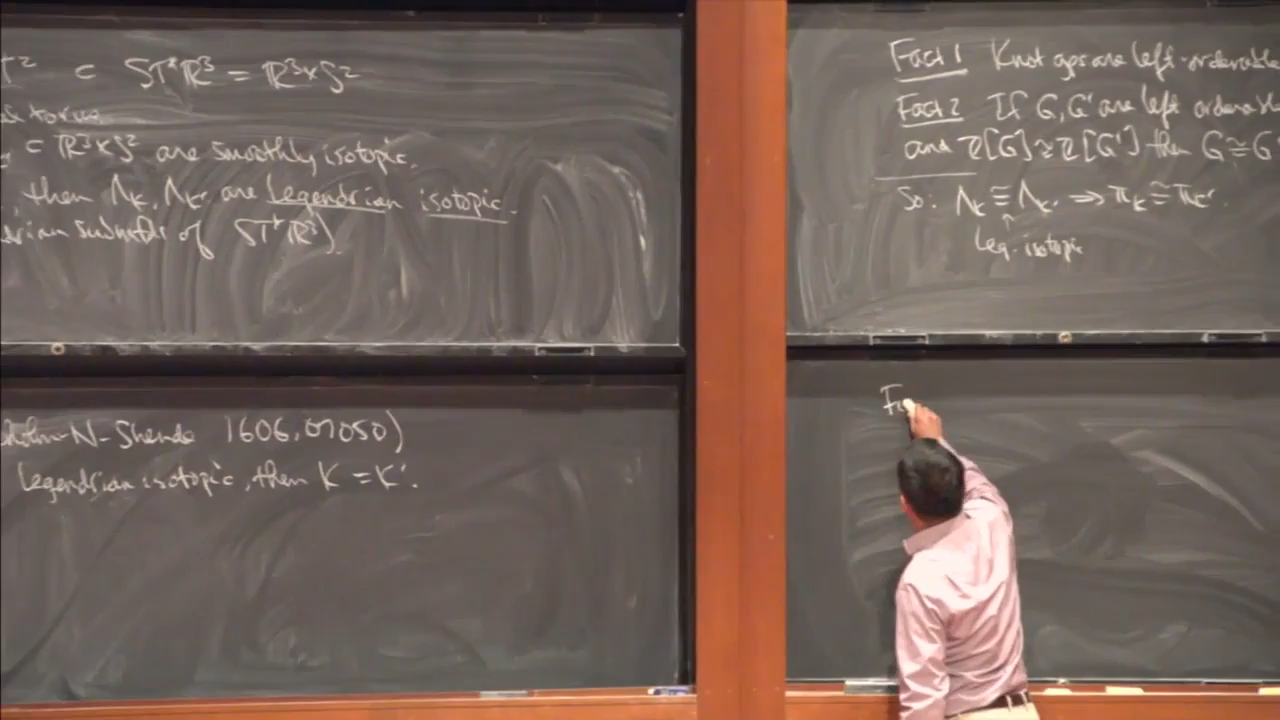 T² ⊂ ST*ℝ³ = ℝ³×S²
torus.
⊂ ℝ³×S² are smoothly isotopic.
, then Λ_K, Λ_K' are Legendrian isotopic.
submfds of ST*ℝ³).
-N-Shende 1606.07050)
Legendrian isotopic, then K = K'.
Fact 1 Knot gps are left-orderable
Fact 2 If G, G' are left orderable
and ℤ[G] ≅ ℤ[G'] then G ≅ G'
So: Λ_K ≅ Λ_K' ⇒ π_K ≅ π_K'.
↑
Leg. isotopic
Fa